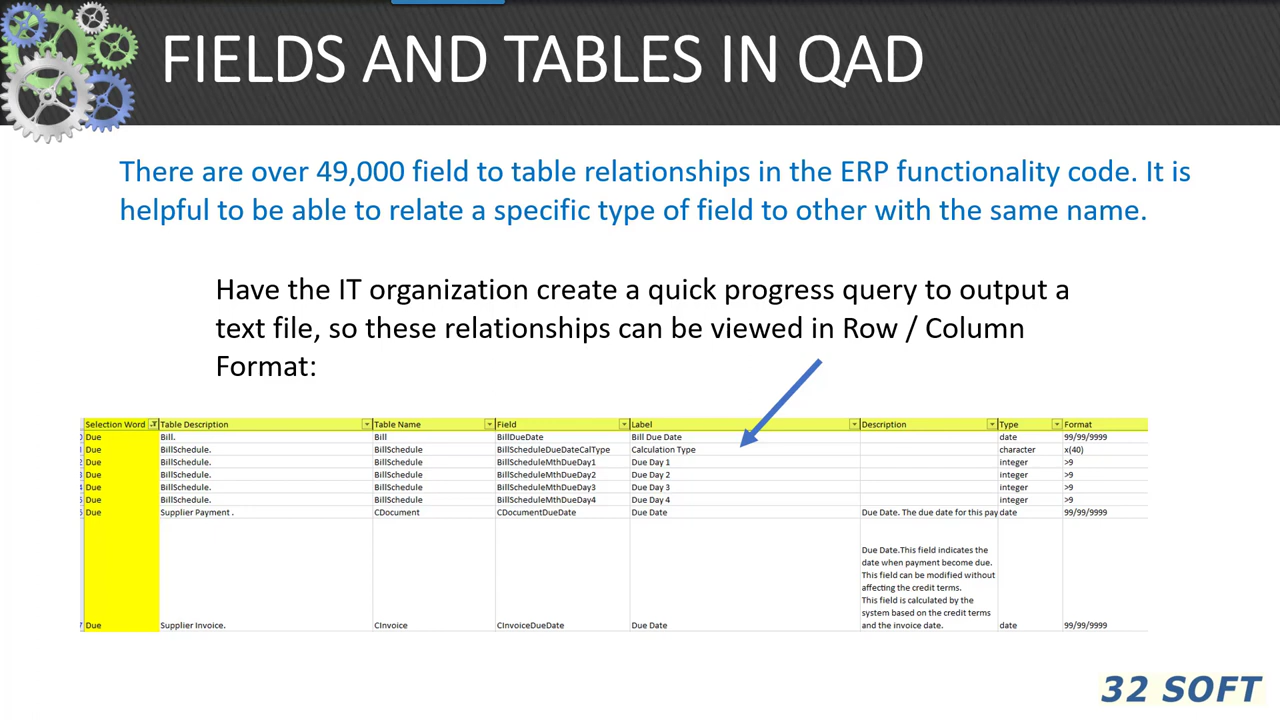 FIELDS AND TABLES IN QAD
There are over 49,000 field to table relationships in the ERP functionality code. It is
helpful to be able to relate a specific type of field to other with the same name.
Have the IT organization create a quick progress query to output a
text file, so these relationships can be viewed in Row / Column
Format:
Selection Word Table Description Table Name Field Label Description Type Format
Due Bill. Bill BillDueDate Bill Due Date date 99/99/9999
Due BillSchedule. BillSchedule BillScheduleDueDateCalType Calculation Type character x(40)
Due BillSchedule. BillSchedule BillScheduleMthDueDay1 Due Day 1 integer >9
Due BillSchedule. BillSchedule BillScheduleMthDueDay2 Due Day 2 integer >9
Due BillSchedule. BillSchedule BillScheduleMthDueDay3 Due Day 3 integer >9
Due BillSchedule. BillSchedule BillScheduleMthDueDay4 Due Day 4 integer >9
Due Supplier Payment . CDocument CDocumentDueDate Due Date Due Date. The due date for this pay date 99/99/9999
Due Date.This field indicates the
date when payment become due.
This field can be modified without
affecting the credit terms.
This field is calculated by the
system based on the credit terms
Due Supplier Invoice. CInvoice CInvoiceDueDate Due Date and the invoice date. date 99/99/9999
32 SOFT